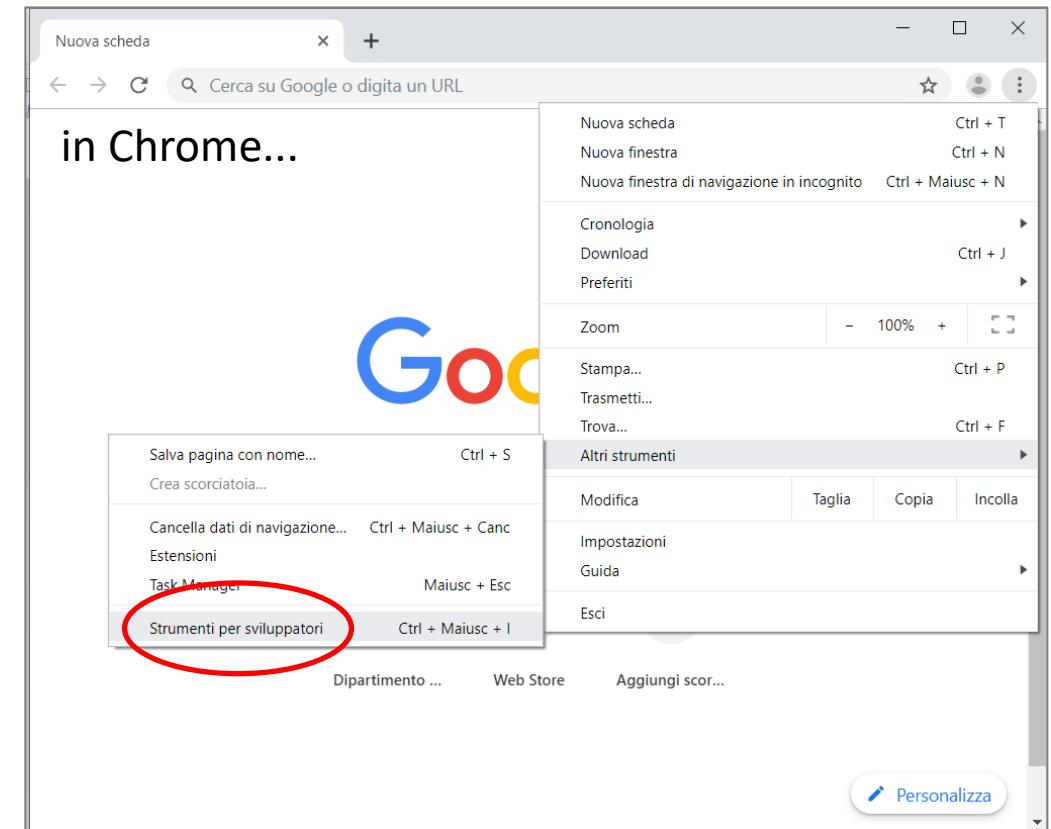 Nuova scheda
Cerca su Google o digita un URL
in Chrome...
Goo
Nuova scheda Ctrl + T
Nuova finestra Ctrl + N
Nuova finestra di navigazione in incognito Ctrl + Maiusc + N
Cronologia
Download Ctrl + J
Preferiti
Zoom - 100% +
Stampa... Ctrl + P
Trasmetti...
Trova... Ctrl + F
Altri strumenti
Modifica Taglia Copia Incolla
Impostazioni
Guida
Esci
Salva pagina con nome... Ctrl + S
Crea scorciatoia...
Cancella dati di navigazione... Ctrl + Maiusc + Canc
Estensioni
Task Manager Maiusc + Esc
Strumenti per sviluppatori Ctrl + Maiusc + I
Dipartimento ... Web Store Aggiungi scor...
Personalizza